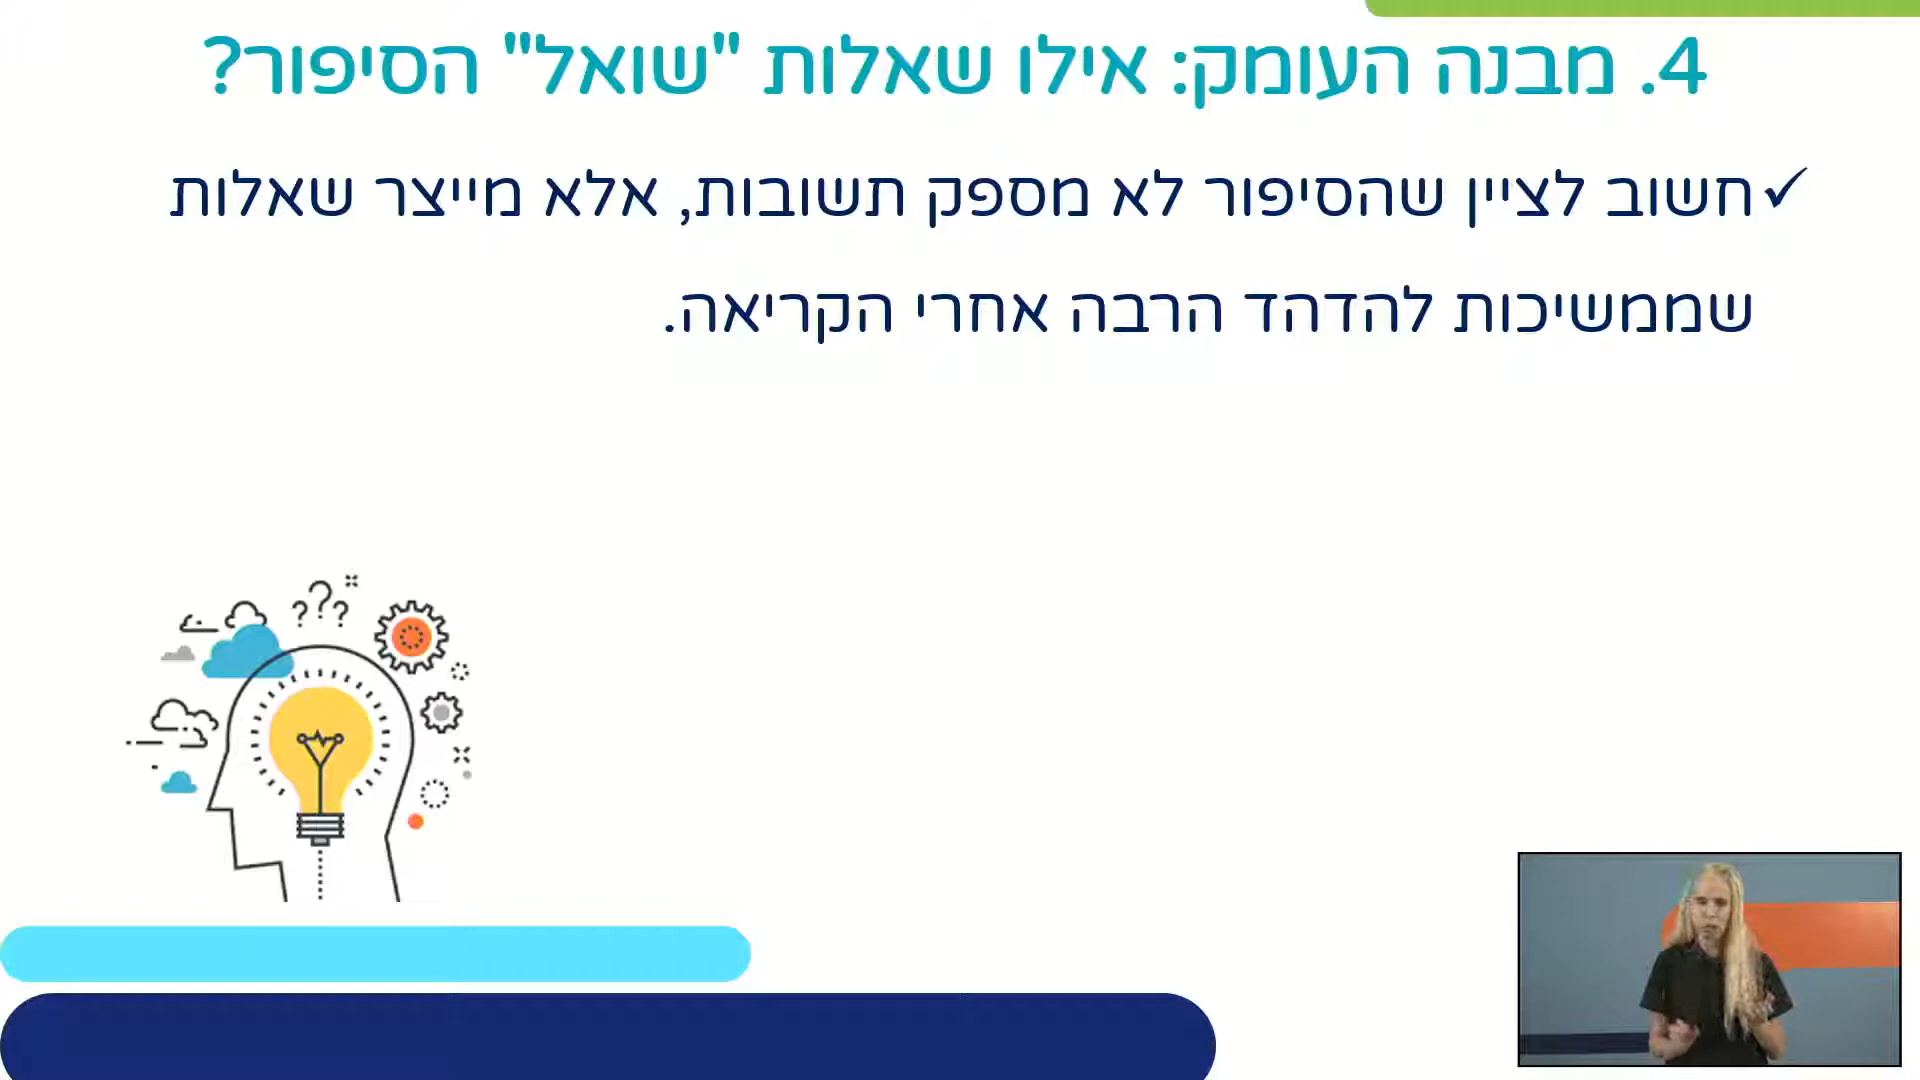 4. מבנה העומק: אילו שאלות "שואל" הסיפור?
✓חשוב לציין שהסיפור לא מספק תשובות, אלא מייצר שאלות
שממשיכות להדהד הרבה אחרי הקריאה.
???